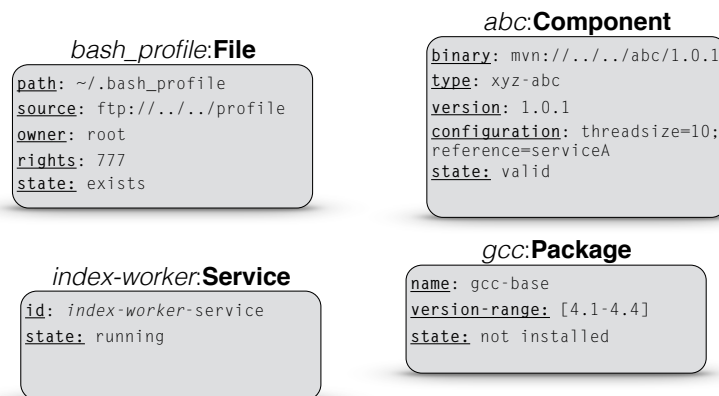 bash_profile:File
path: ~/.bash_profile
source: ftp://../../profile
owner: root
rights: 777
state: exists
abc:Component
binary: mvn://../../abc/1.0.1
type: xyz-abc
version: 1.0.1
configuration: threadsize=10;
reference=serviceA
state: valid
index-worker:Service
id: index-worker-service
state: running
gcc:Package
name: gcc-base
version-range: [4.1-4.4]
state: not installed